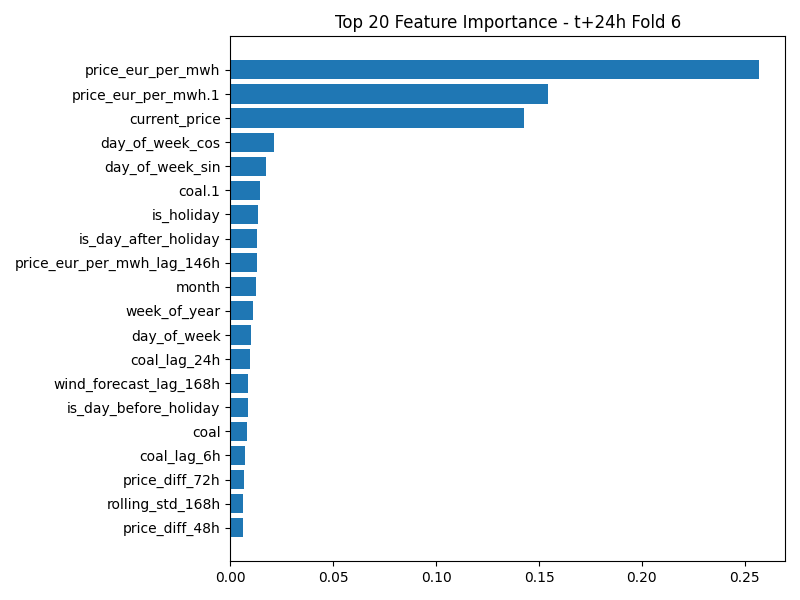 Top 20 Feature Importance - t+24h Fold 6
price_eur_per_mwh
price_eur_per_mwh.1
current_price
day_of_week_cos
day_of_week_sin
coal.1
is_holiday
is_day_after_holiday
price_eur_per_mwh_lag_146h
month
week_of_year
day_of_week
coal_lag_24h
wind_forecast_lag_168h
is_day_before_holiday
coal
coal_lag_6h
price_diff_72h
rolling_std_168h
price_diff_48h
0.00 0.05 0.10 0.15 0.20 0.25